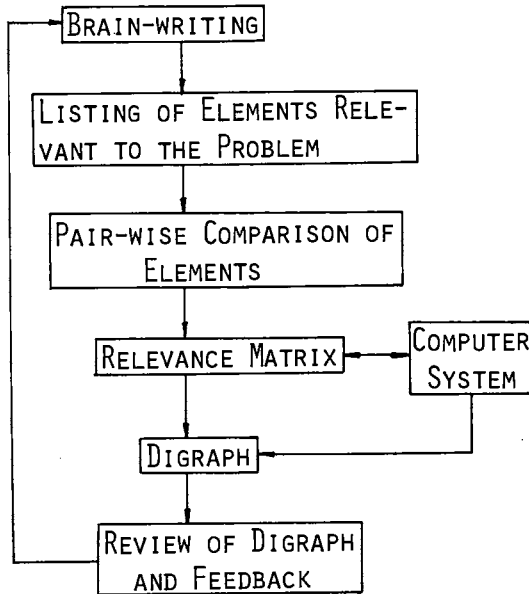 BRAIN-WRITING
LISTING OF ELEMENTS RELE-
VANT TO THE PROBLEM
PAIR-WISE COMPARISON OF
ELEMENTS
RELEVANCE MATRIX
COMPUTER
SYSTEM
DIGRAPH
REVIEW OF DIGRAPH
AND FEEDBACK